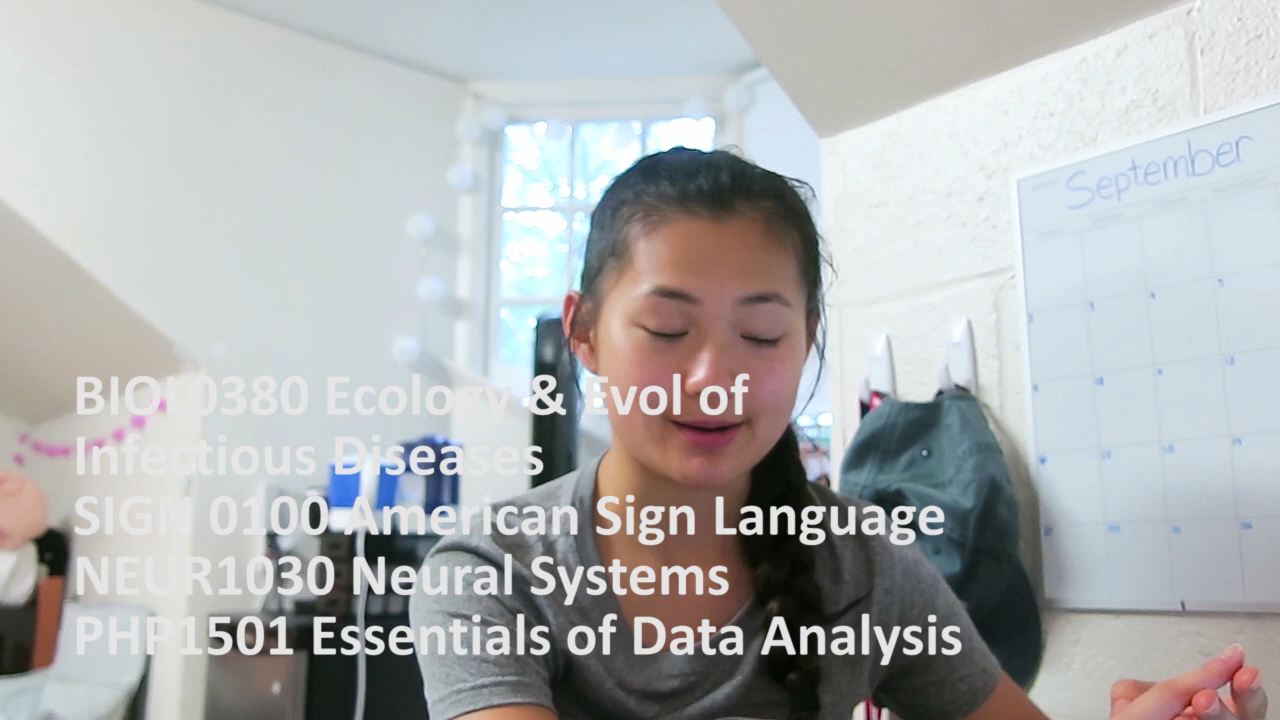 September
BIOL0380 Ecology & Evol of
Infectious Diseases
SIGN 0100 American Sign Language
NEUR1030 Neural Systems
PHP1501 Essentials of Data Analysis